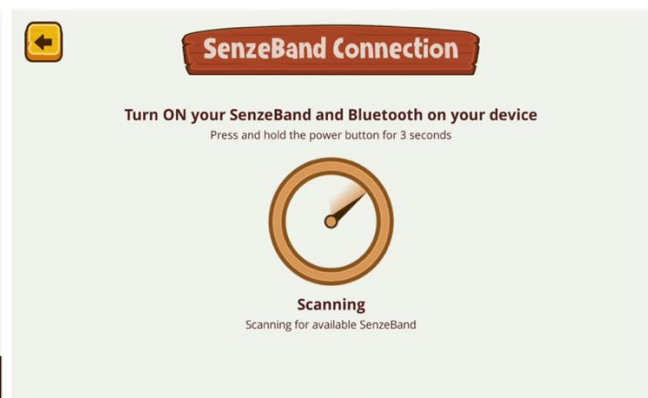 SenzeBand Connection
Turn ON your SenzeBand and Bluetooth on your device
Press and hold the power button for 3 seconds
Scanning
Scanning for available SenzeBand